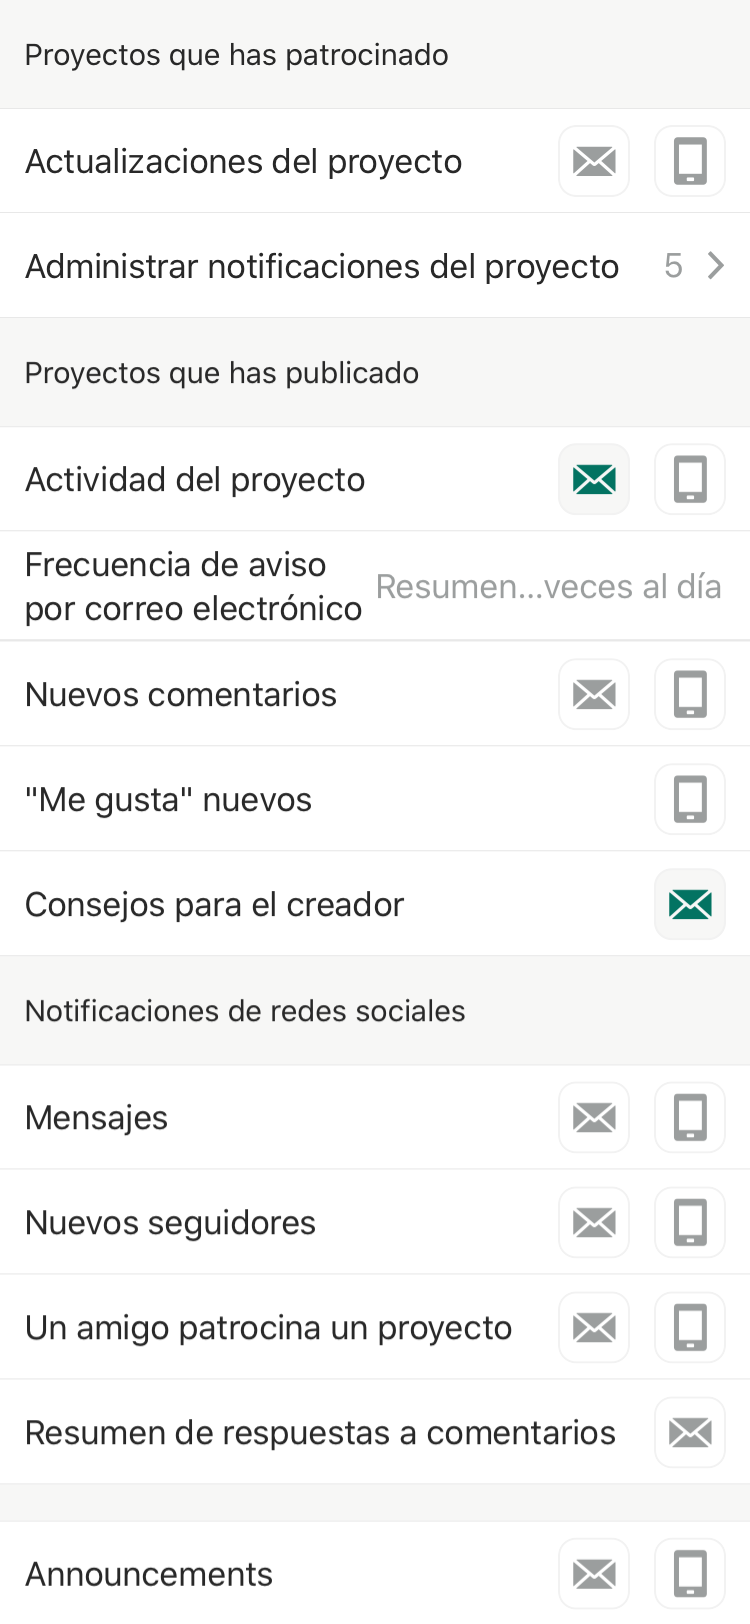 Proyectos que has patrocinado
Actualizaciones del proyecto
Administrar notificaciones del proyecto 5
Proyectos que has publicado
Actividad del proyecto
Frecuencia de aviso
por correo electrónico
Resumen...veces al día
Nuevos comentarios
"Me gusta" nuevos
Consejos para el creador
Notificaciones de redes sociales
Mensajes
Nuevos seguidores
Un amigo patrocina un proyecto
Resumen de respuestas a comentarios
Announcements